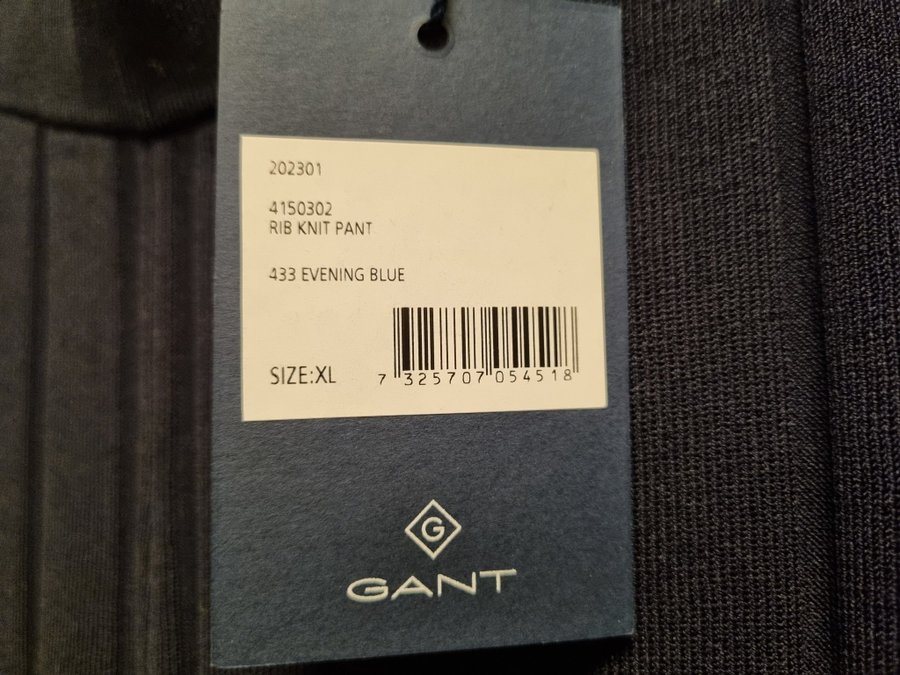 202301
4150302
RIB KNIT PANT
433 EVENING BLUE
SIZE:XL
7 325707 054518
G
GANT